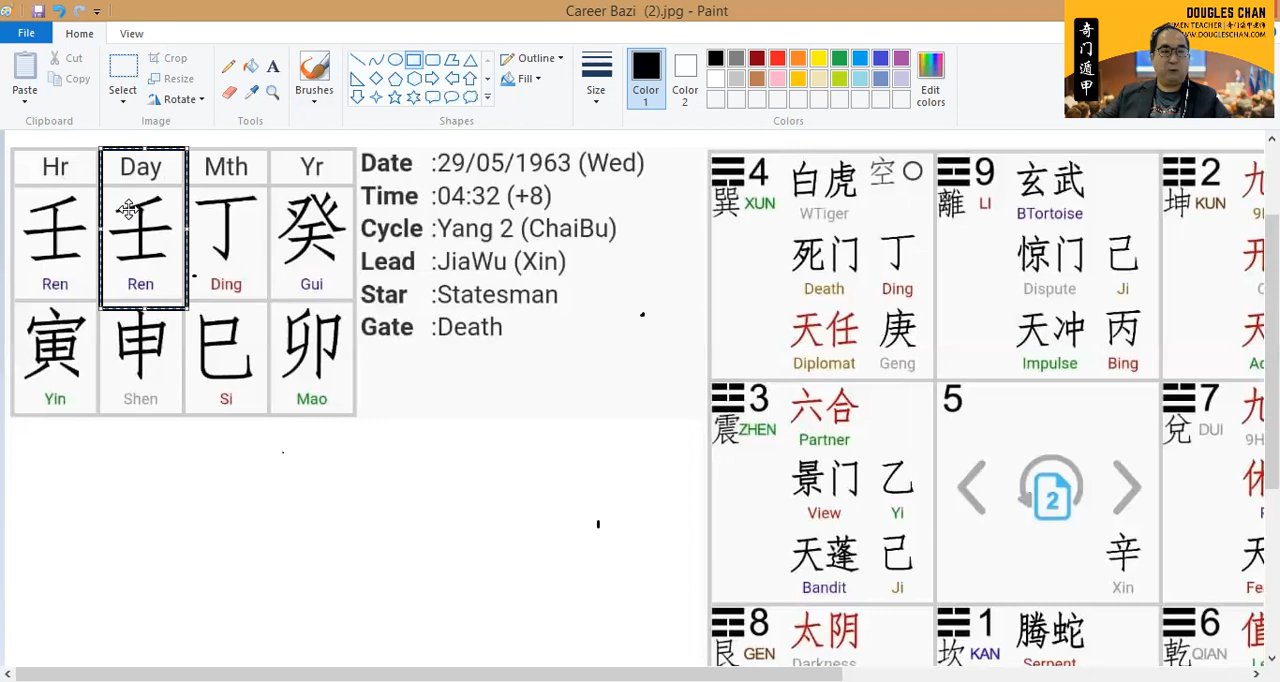 Career Bazi (2).jpg - Paint
File
Home
View
Paste
Cut
Copy
Clipboard
Select
Crop
Resize
Rotate
Image
A
Tools
Brushes
Shapes
Outline
Fill
Size
Color 1
Color 2
Edit colors
Colors
DOUGLES CHAN
WWW.DOUGLESCHAN.COM
奇门遁甲
Hr Day Mth Yr
壬 壬 丁 癸
Ren Ren Ding Gui
寅 申 巳 卯
Yin Shen Si Mao
Date :29/05/1963 (Wed)
Time :04:32 (+8)
Cycle :Yang 2 (ChaiBu)
Lead :JiaWu (Xin)
Star :Statesman
Gate :Death
4 白虎 空
巽 XUN WTiger
死门 丁
Death Ding
天任 庚
Diplomat Geng
9 玄武
離 LI BTortoise
惊门 己
Dispute Ji
天冲 丙
Impulse Bing
2
坤 KUN
3 六合
震 ZHEN Partner
景门 乙
View Yi
天蓬 己
Bandit Ji
5
2
辛
Xin
7
兌 DUI
8 太阴
艮 GEN Darkness
1 腾蛇
坎 KAN Serpent
6
乾 QIAN